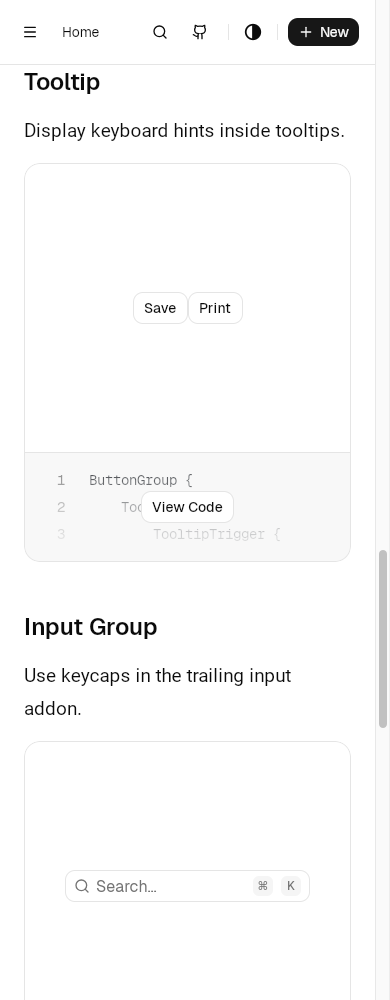 Home
New
Tooltip
Display keyboard hints inside tooltips.
Save Print
1 ButtonGroup {
2
View Code
3 TooltipTrigger {
Input Group
Use keycaps in the trailing input
addon.
Search... ⌘ K